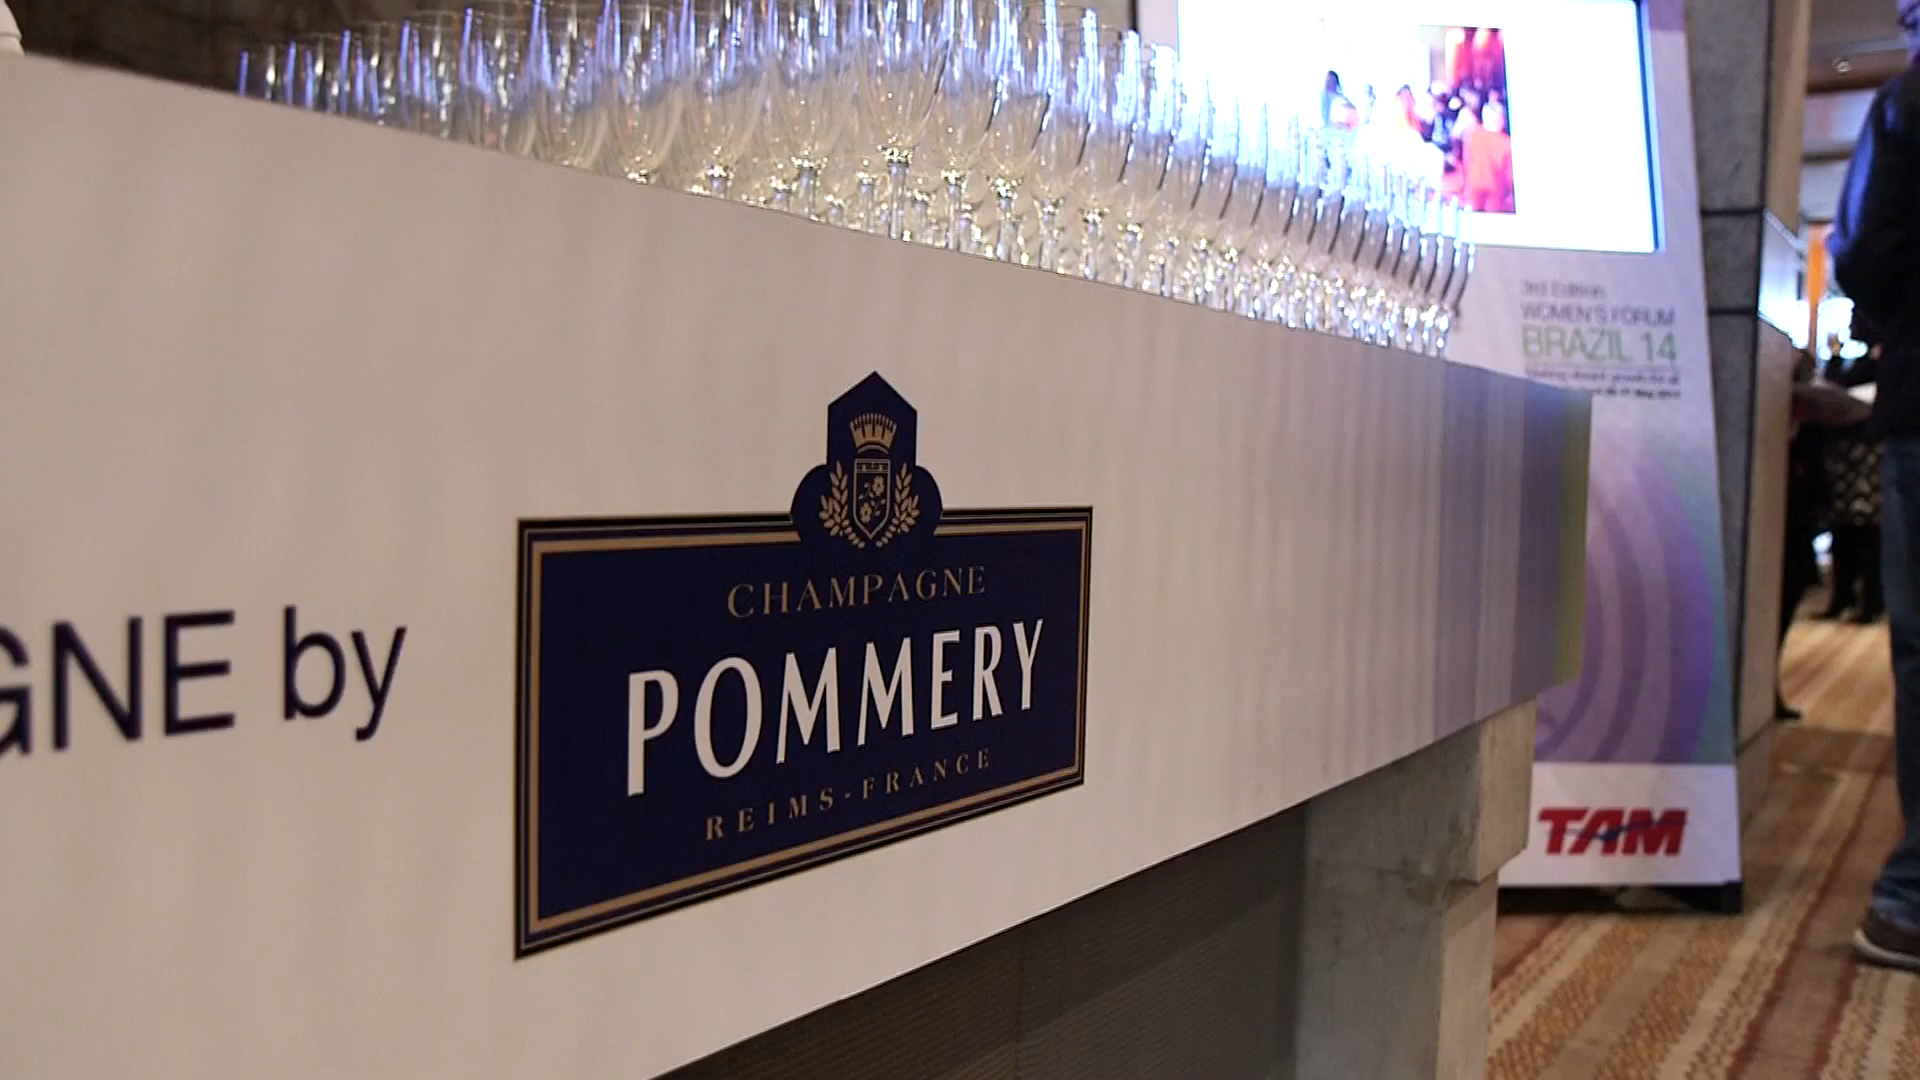 GNE by
CHAMPAGNE
POMMERY
REIMS-FRANCE
3rd Edition
WOMEN'S FORUM
BRAZIL 14
TAM